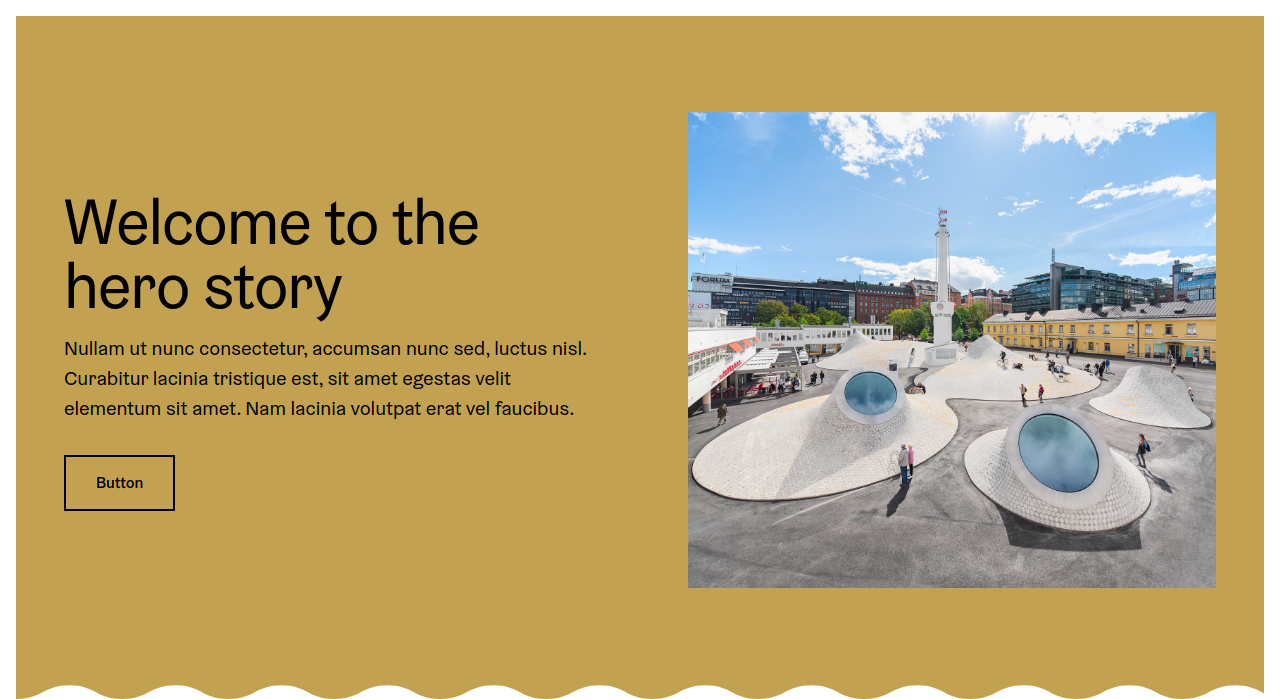 Welcome to the
hero story
Nullam ut nunc consectetur, accumsan nunc sed, luctus nisl.
Curabitur lacinia tristique est, sit amet egestas velit
elementum sit amet. Nam lacinia volutpat erat vel faucibus.
Button
FORUM